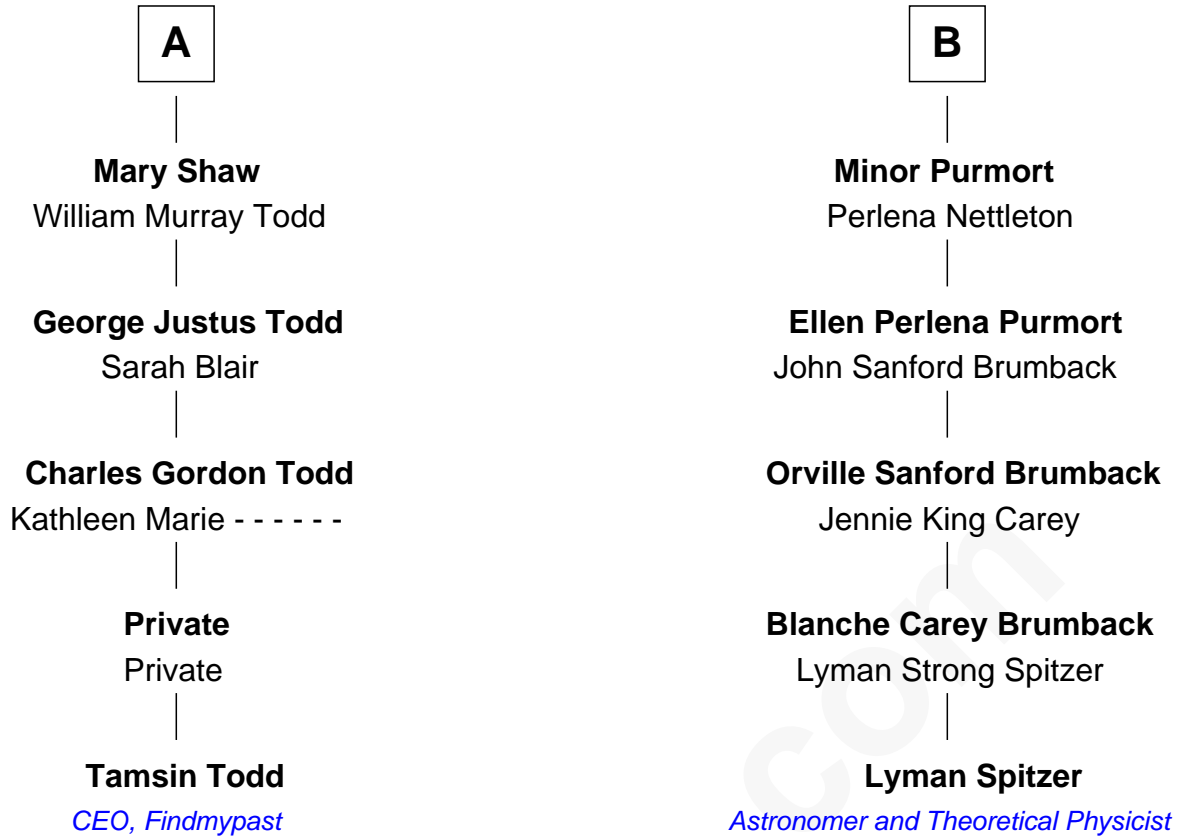 A
Mary Shaw
William Murray Todd
George Justus Todd
Sarah Blair
Charles Gordon Todd
Kathleen Marie - - - - - -
Private
Private
Tamsin Todd
CEO, Findmypast
B
Minor Purmort
Perlena Nettleton
Ellen Perlena Purmort
John Sanford Brumback
Orville Sanford Brumback
Jennie King Carey
Blanche Carey Brumback
Lyman Strong Spitzer
Lyman Spitzer
Astronomer and Theoretical Physicist
com